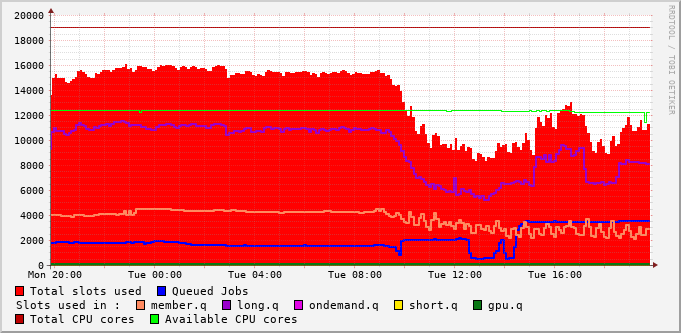 20000
18000
16000
14000
12000
10000
8000
6000
4000
2000
0
Mon 20:00 Tue 00:00 Tue 04:00 Tue 08:00 Tue 12:00 Tue 16:00
RRDTOOL / TOBI OETIKER
Total slots used Queued Jobs
Slots used in : member.q long.q ondemand.q short.q gpu.q
Total CPU cores Available CPU cores